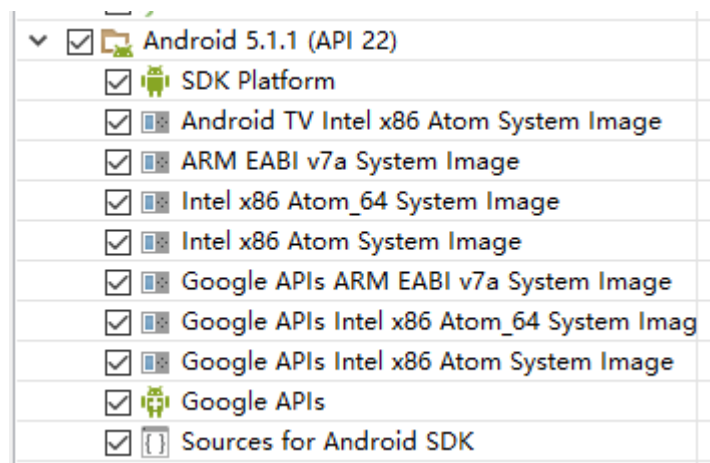 Android 5.1.1 (API 22)
SDK Platform
Android TV Intel x86 Atom System Image
ARM EABI v7a System Image
Intel x86 Atom_64 System Image
Intel x86 Atom System Image
Google APIs ARM EABI v7a System Image
Google APIs Intel x86 Atom_64 System Imag
Google APIs Intel x86 Atom System Image
Google APIs
Sources for Android SDK